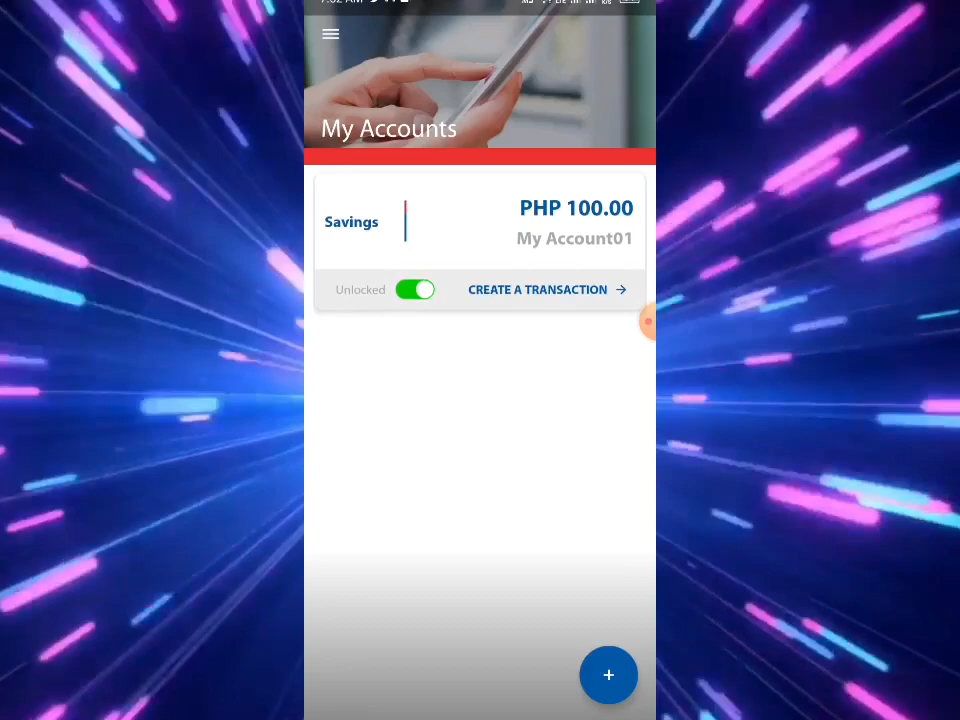 My Accounts
Savings
PHP 100.00
My Account01
Unlocked
CREATE A TRANSACTION
+